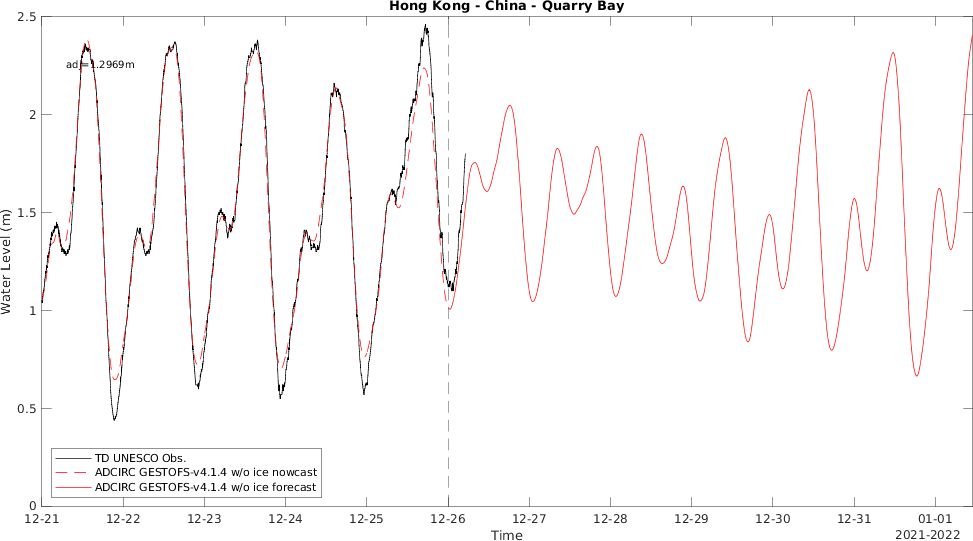 Hong Kong - China - Quarry Bay
2.5
2
1.5
1
0.5
0
Water Level (m)
adj=1.2969m
TD UNESCO Obs.
ADCIRC GESTOFS-v4.1.4 w/o ice nowcast
ADCIRC GESTOFS-v4.1.4 w/o ice forecast
12-21 12-22 12-23 12-24 12-25 12-26 12-27 12-28 12-29 12-30 12-31 01-01
Time
2021-2022